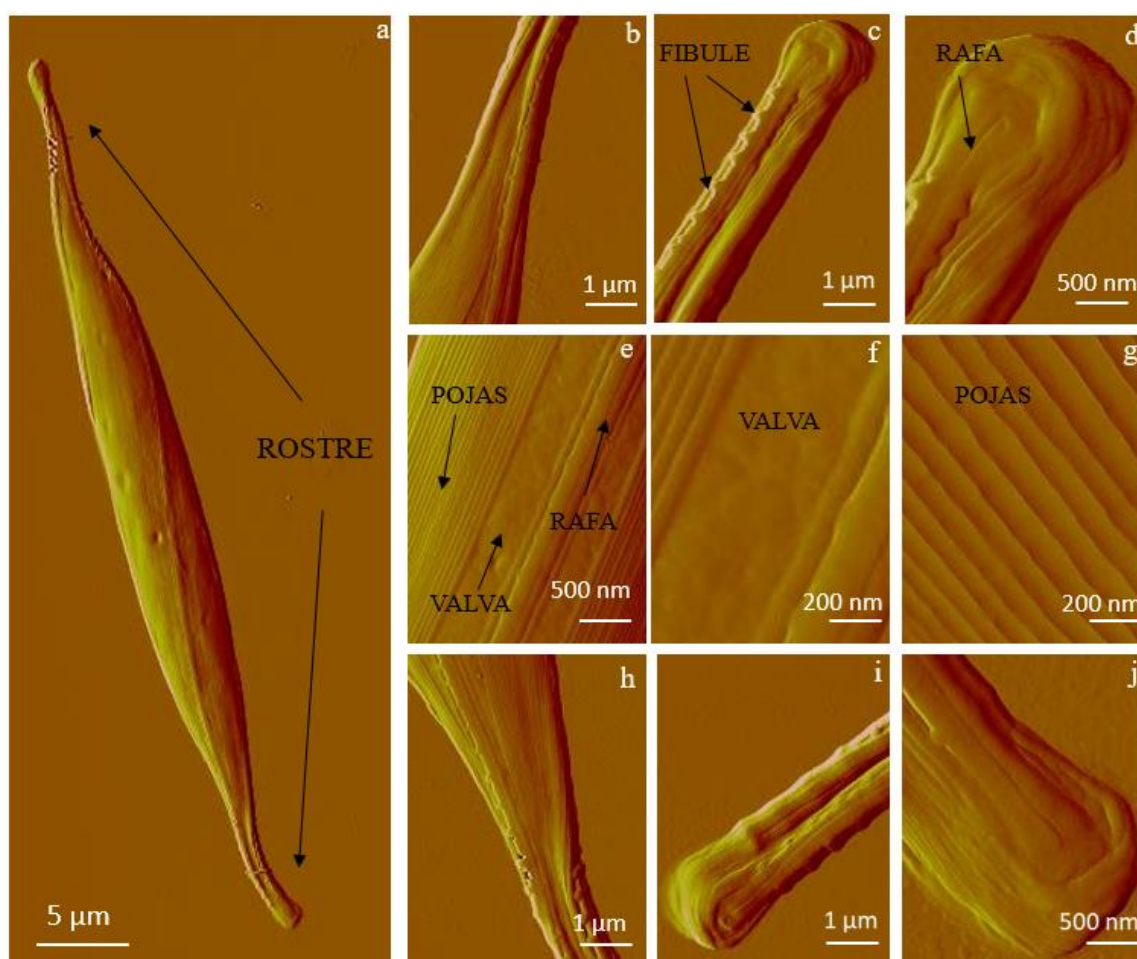 a
ROSTRE
5 µm
b
1 µm
c
FIBULE
1 µm
d
RAFA
500 nm
e
POJAS
RAFA
VALVA
500 nm
f
VALVA
200 nm
g
POJAS
200 nm
h
1 µm
i
1 µm
j
500 nm